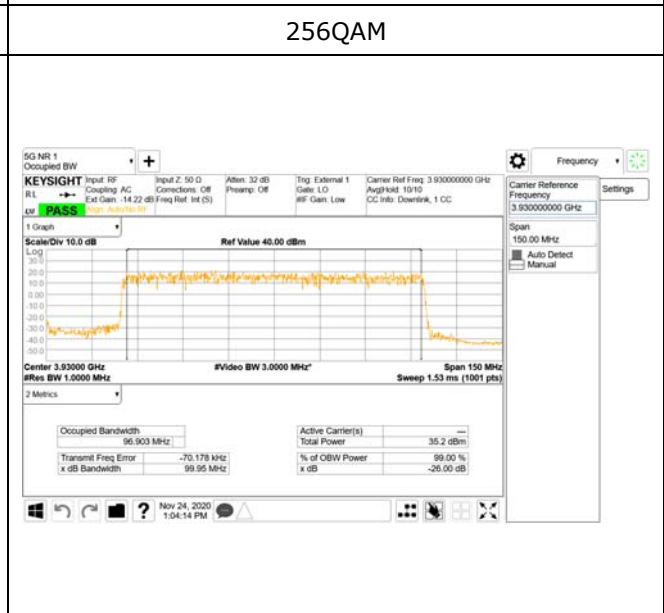 256QAM
5G NR 1
Occupied BW
Frequency
KEYSIGHT
RL
PASS
Input: RF
Coupling: AC
Ext Gain: -14.22 dB
Align: Auto/No RF
Input Z: 50 Ω
Corrections: Off
Freq Ref: Int (S)
Atten: 32 dB
Preamp: Off
Trig: External 1
Gate: LO
#IF Gain: Low
Carrier Ref Freq: 3.930000000 GHz
Avg|Hold: 10/10
CC Info: Downlink, 1 CC
Carrier Reference
Frequency
3.930000000 GHz
Settings
Span
150.00 MHz
Auto Detect
Manual
1 Graph
Scale/Div 10.0 dB
Ref Value 40.00 dBm
Log
30.0
20.0
10.0
0.00
-10.0
-20.0
-30.0
-40.0
-50.0
Center 3.93000 GHz
#Video BW 3.0000 MHz*
Span 150 MHz
#Res BW 1.0000 MHz
Sweep 1.53 ms (1001 pts)
2 Metrics
Occupied Bandwidth
96.903 MHz
Active Carrier(s)
---
Total Power
35.2 dBm
Transmit Freq Error
-70.178 kHz
% of OBW Power
99.00 %
x dB Bandwidth
99.95 MHz
x dB
-26.00 dB
?
Nov 24, 2020
1:04:14 PM